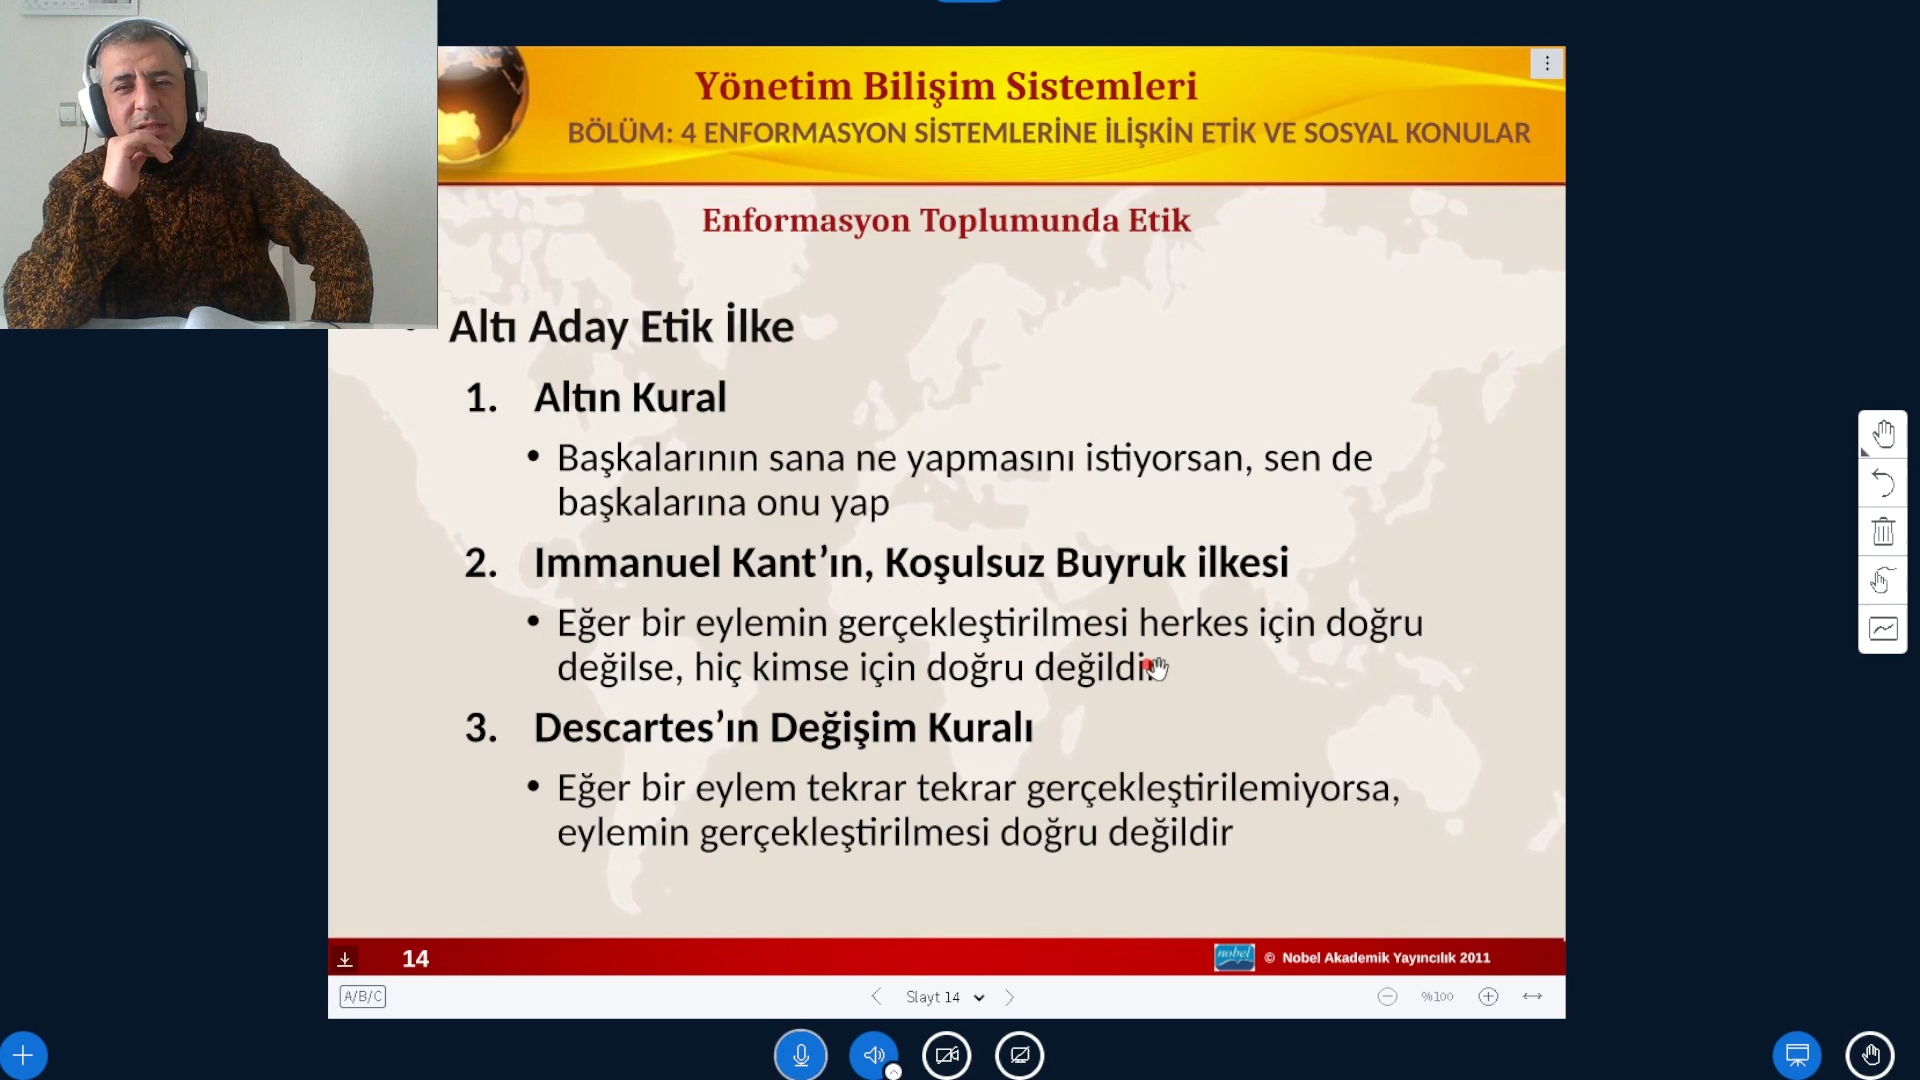 Yönetim Bilişim Sistemleri
BÖLÜM: 4 ENFORMASYON SİSTEMLERİNE İLİŞKİN ETİK VE SOSYAL KONULAR
Enformasyon Toplumunda Etik
Altı Aday Etik İlke
1. Altın Kural
• Başkalarının sana ne yapmasını istiyorsan, sen de
başkalarına onu yap
2. Immanuel Kant’ın, Koşulsuz Buyruk ilkesi
• Eğer bir eylemin gerçekleştirilmesi herkes için doğru
değilse, hiç kimse için doğru değildir
3. Descartes’ın Değişim Kuralı
• Eğer bir eylem tekrar tekrar gerçekleştirilemiyorsa,
eylemin gerçekleştirilmesi doğru değildir
14
nobel
© Nobel Akademik Yayıncılık 2011
A/B/C
Slayt 14
%100